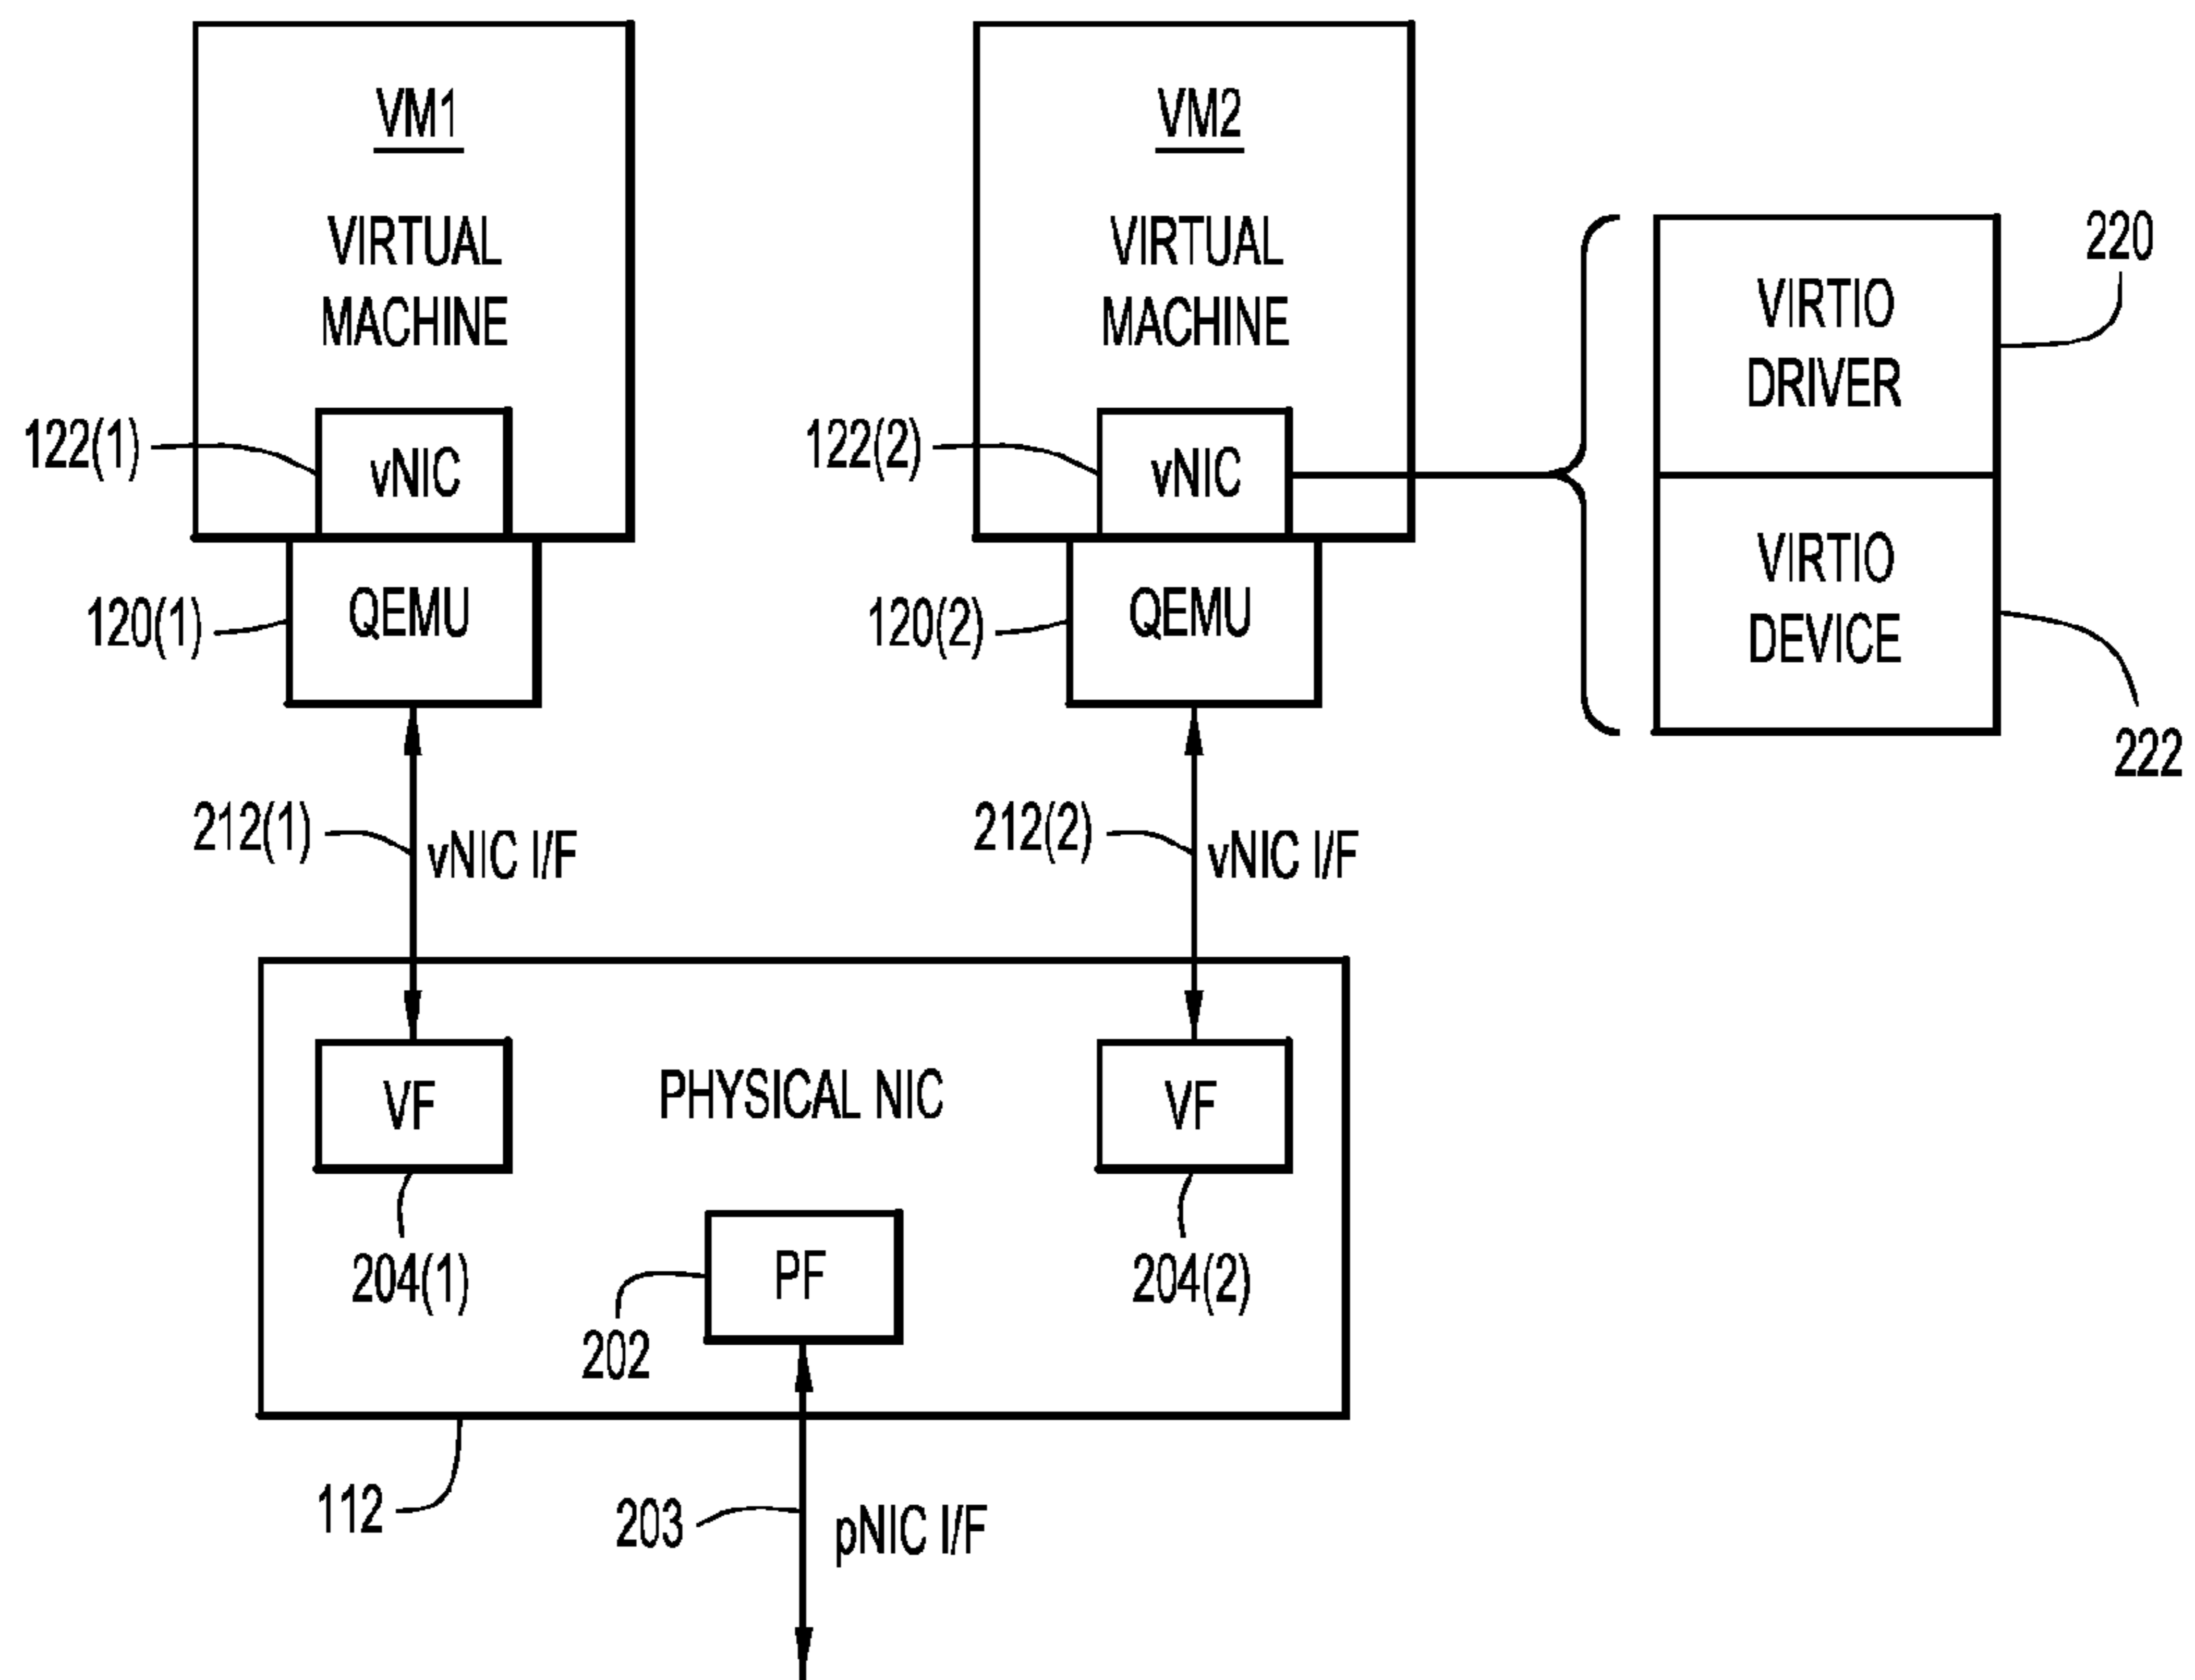 VM1
VIRTUAL
MACHINE
122(1)
vNIC
120(1)
QEMU
VM2
VIRTUAL
MACHINE
122(2)
vNIC
120(2)
QEMU
VIRTIO
DRIVER
220
VIRTIO
DEVICE
222
212(1)
vNIC I/F
212(2)
vNIC I/F
VF
PHYSICAL NIC
VF
204(1)
PF
204(2)
202
112
203
pNIC I/F